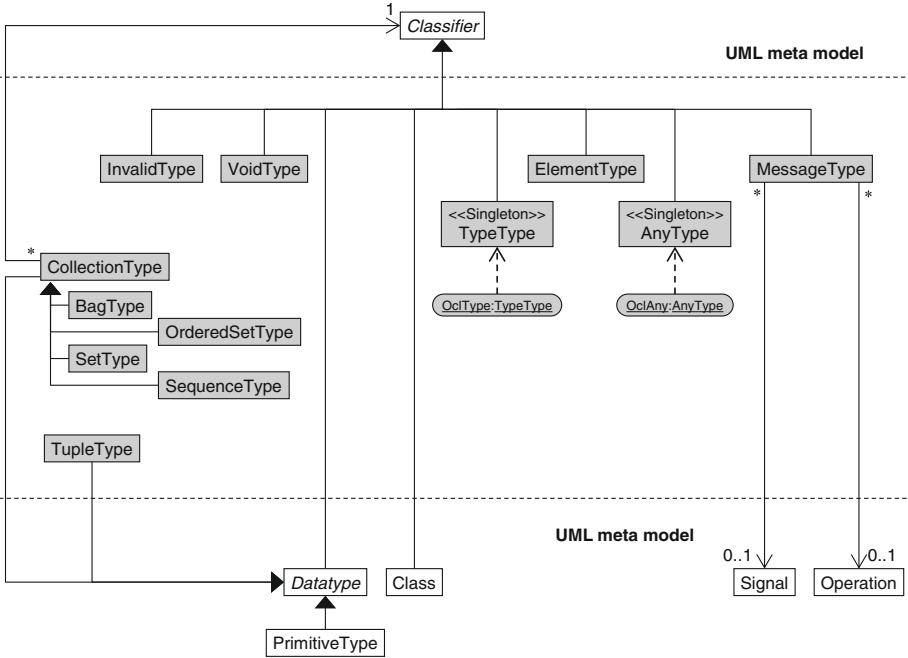 1
Classifier
UML meta model
InvalidType
VoidType
ElementType
MessageType
*
*
<<Singleton>>
TypeType
<<Singleton>>
AnyType
*
CollectionType
OclType:TypeType
OclAny:AnyType
BagType
OrderedSetType
SetType
SequenceType
TupleType
UML meta model
0..1
0..1
Datatype
Class
Signal
Operation
PrimitiveType